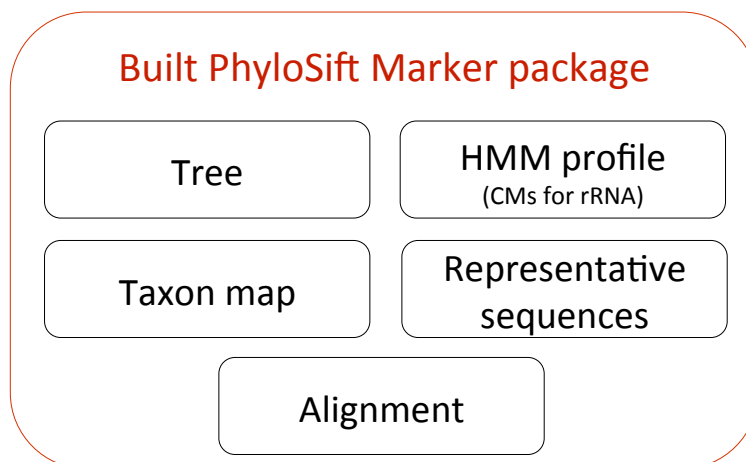 Built PhyloSift Marker package
Tree
HMM profile
(CMs for rRNA)
Taxon map
Representative
sequences
Alignment